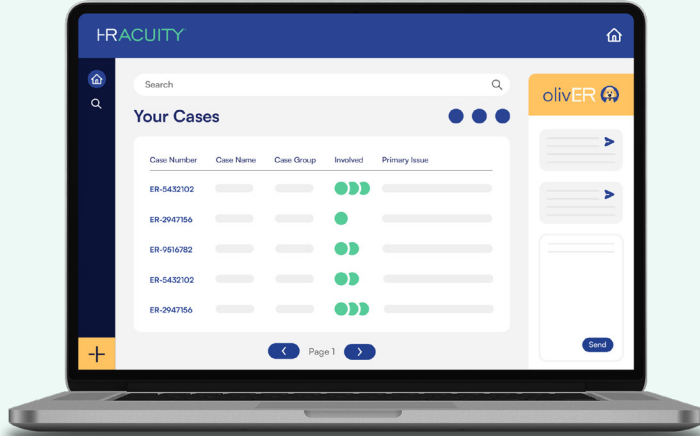 HRACUITY
Search
olivER
Your Cases
Case Number Case Name Case Group Involved Primary Issue
ER-5432102
ER-2947156
ER-9516782
ER-5432102
ER-2947156
Page 1
Send